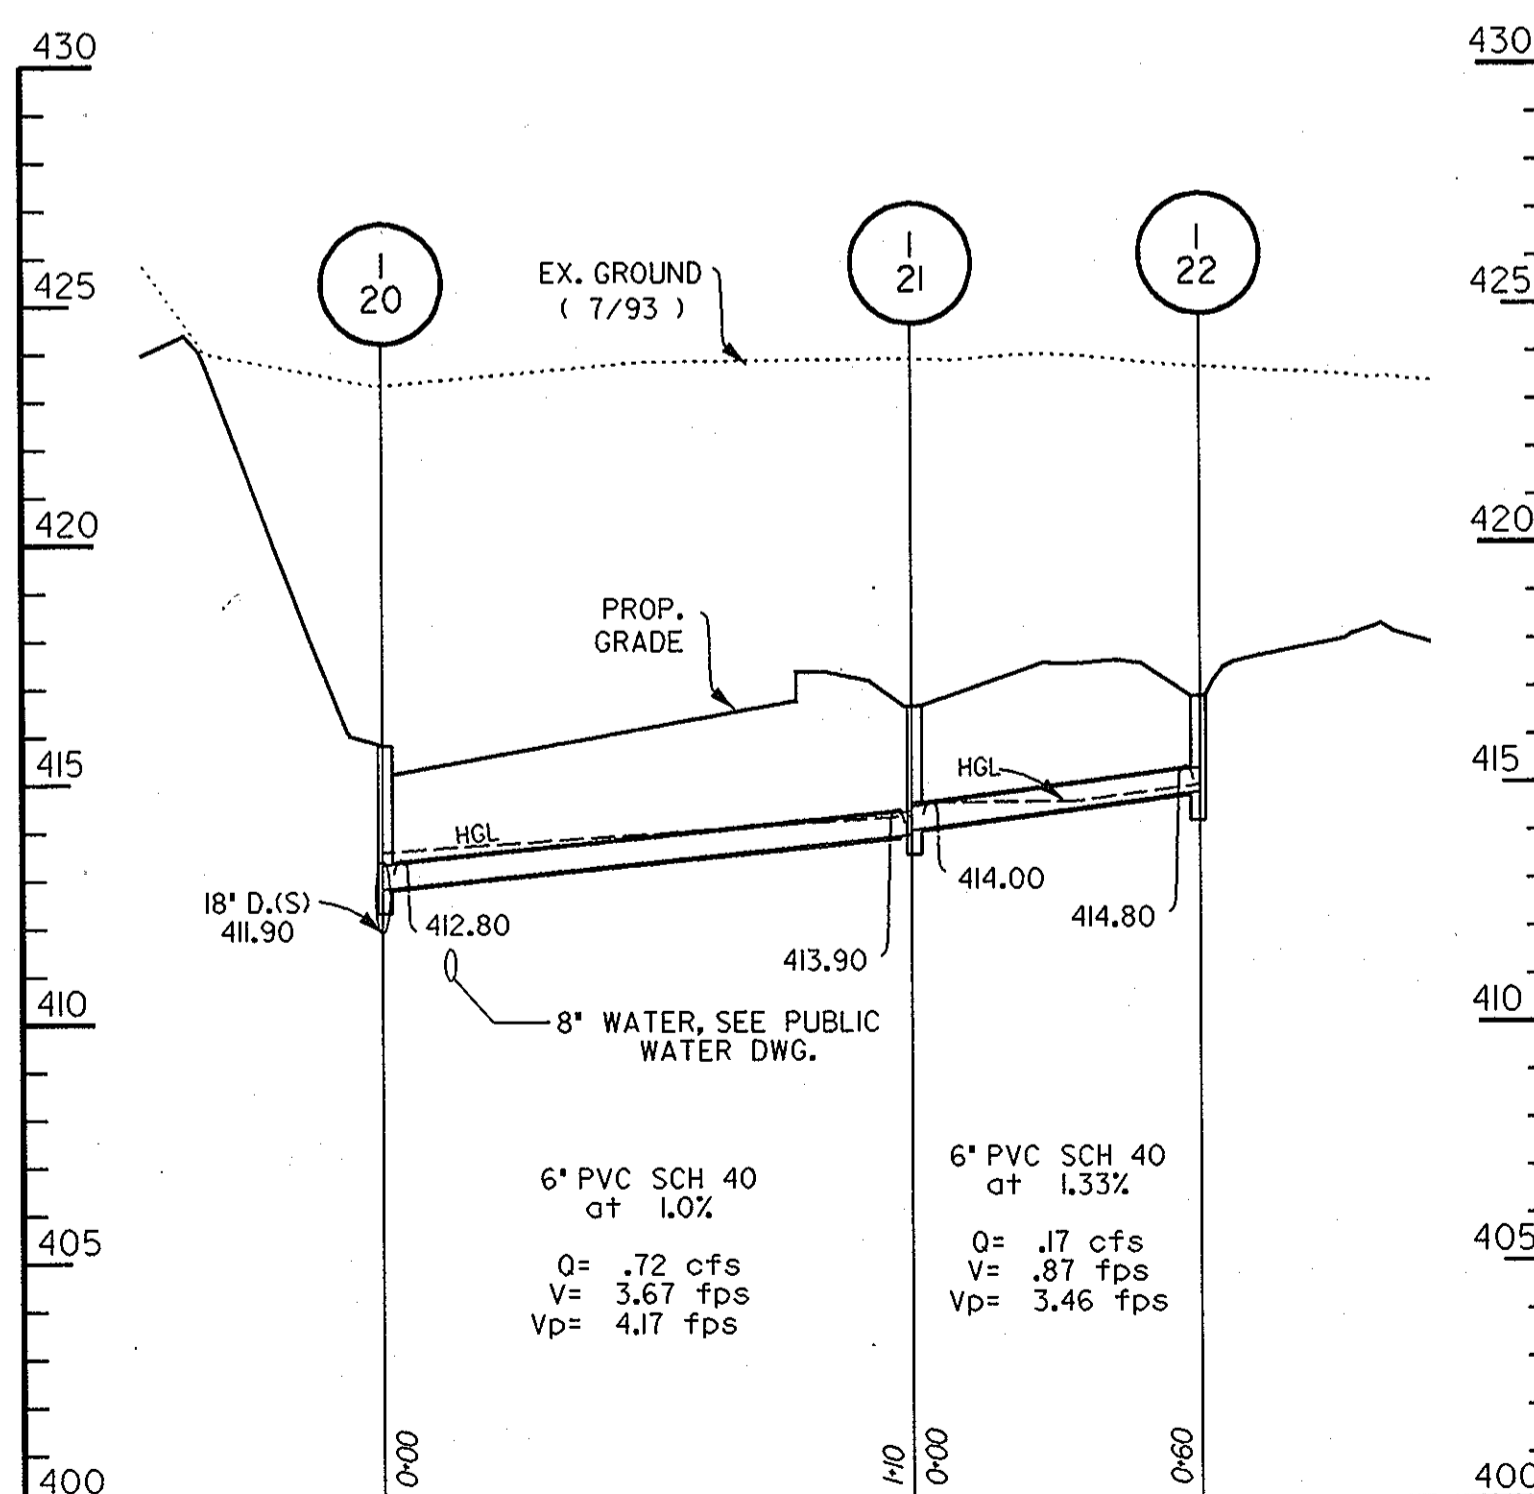 430
430
I
20
I
21
I
22
EX. GROUND
( 7/93 )
425
425
420
420
PROP.
GRADE
415
415
HGL
HGL
18" D.(S)
411.90
412.80
413.90
414.00
414.80
410
410
8" WATER, SEE PUBLIC
WATER DWG.
6" PVC SCH 40
at 1.0%
Q= .72 cfs
V= 3.67 fps
Vp= 4.17 fps
6" PVC SCH 40
at 1.33%
Q= .17 cfs
V= .87 fps
Vp= 3.46 fps
405
405
0+00
1+10
0+00
0+60
400
400